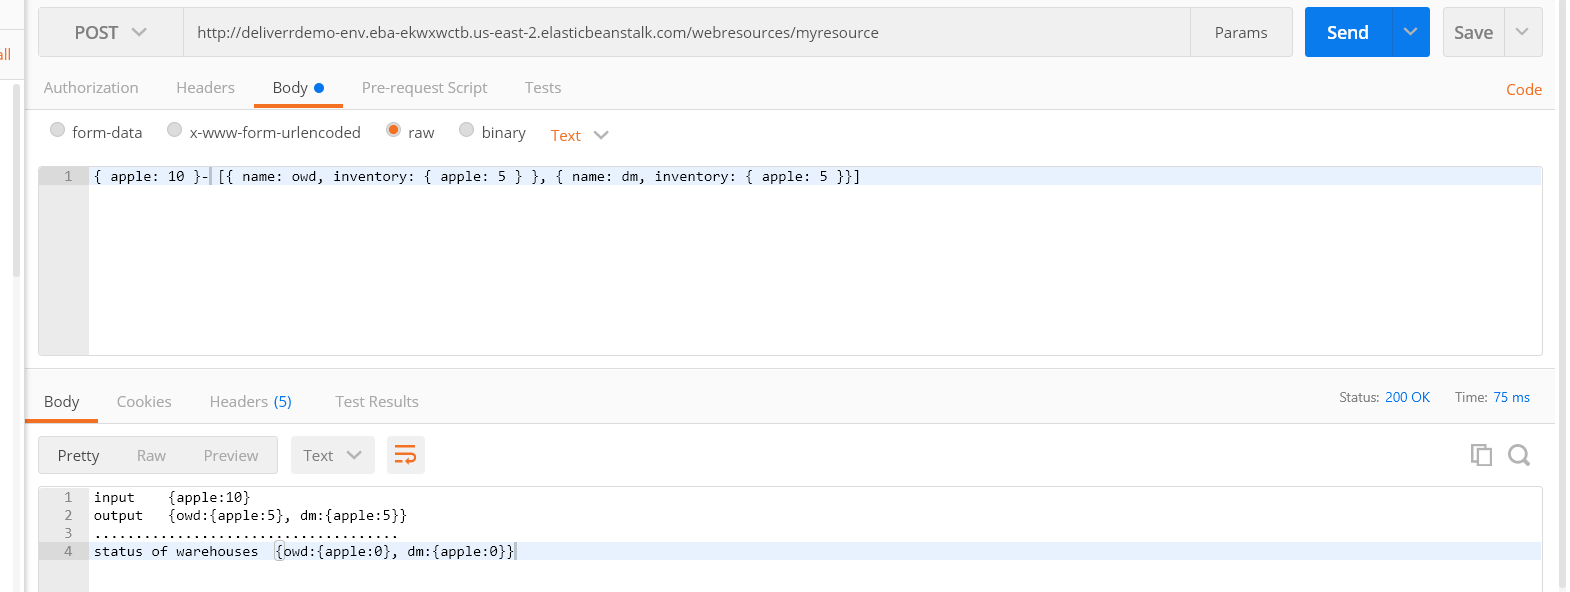 all
POST http://deliverrdemo-env.eba-ekwxwctb.us-east-2.elasticbeanstalk.com/webresources/myresource Params Send Save
Authorization Headers Body Pre-request Script Tests Code
form-data x-www-form-urlencoded raw binary Text
1 { apple: 10 }- [{ name: owd, inventory: { apple: 5 } }, { name: dm, inventory: { apple: 5 }}]
Body Cookies Headers (5) Test Results Status: 200 OK Time: 75 ms
Pretty Raw Preview Text
1 input {apple:10}
2 output {owd:{apple:5}, dm:{apple:5}}
3 .....................................
4 status of warehouses {owd:{apple:0}, dm:{apple:0}}